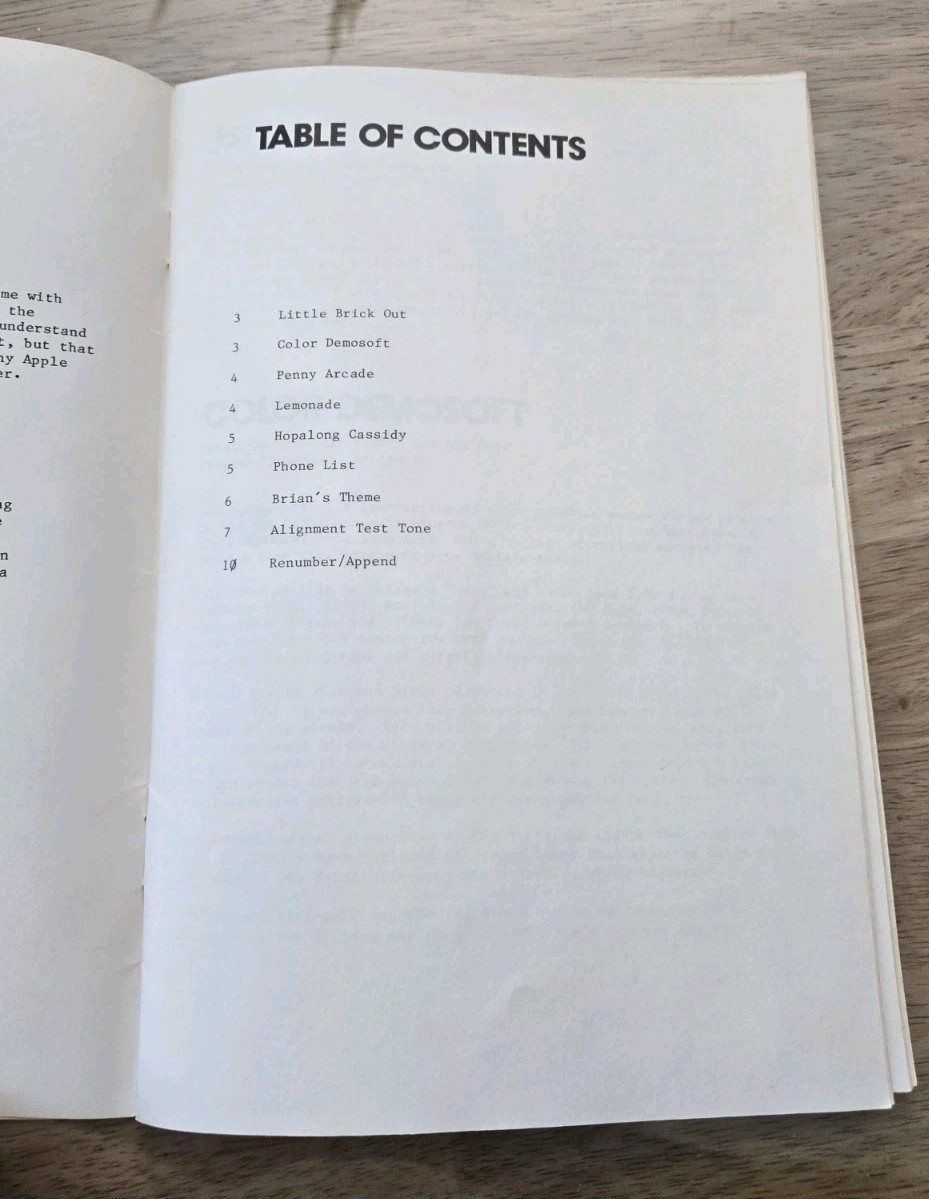 me with
the
understand
, but that
Apple
er.
n
a
TABLE OF CONTENTS
3 Little Brick Out
3 Color Demosoft
4 Penny Arcade
4 Lemonade
5 Hopalong Cassidy
5 Phone List
6 Brian's Theme
7 Alignment Test Tone
10 Renumber/Append